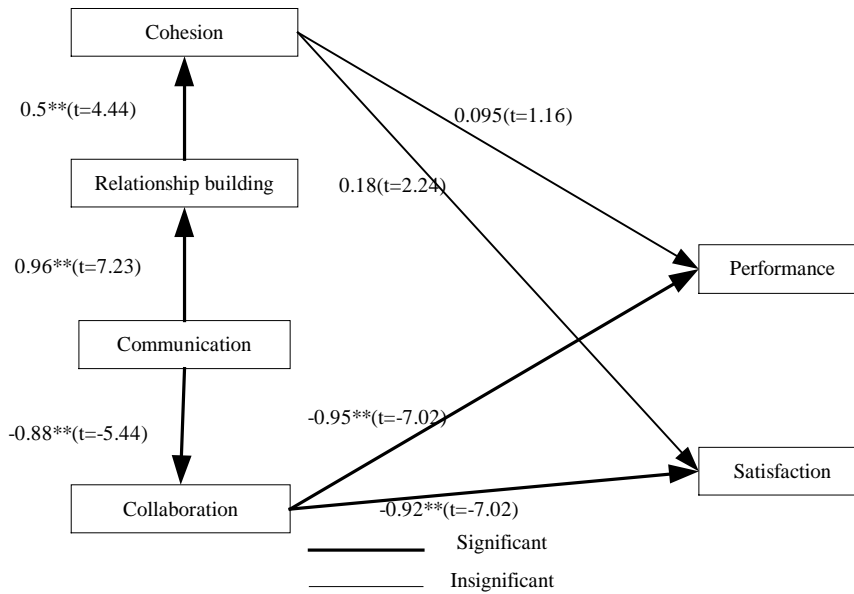 Cohesion
0.5**(t=4.44)
0.095(t=1.16)
Relationship building
0.18(t=2.24)
0.96**(t=7.23)
Performance
Communication
-0.95**(t=-7.02)
-0.88**(t=-5.44)
Satisfaction
Collaboration
-0.92**(t=-7.02)
Significant
Insignificant